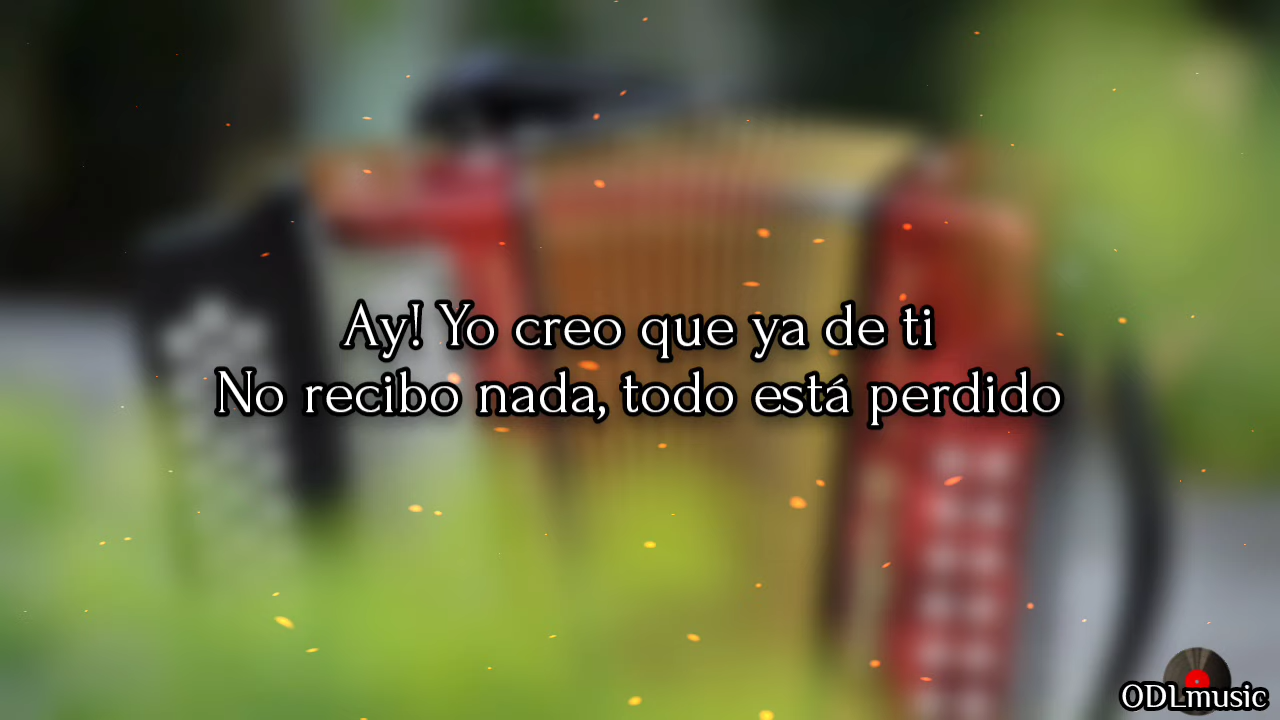 Ay! Yo creo que ya de ti
No recibo nada, todo está perdido
ODLmusic